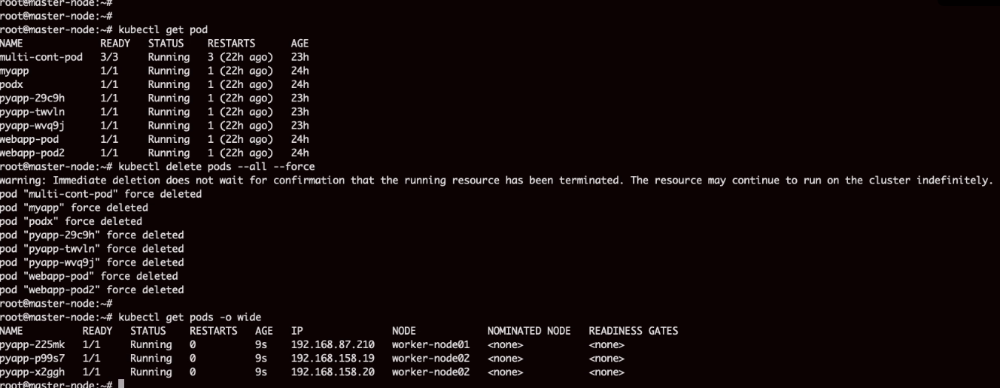 root@master-node:~#
root@master-node:~#
root@master-node:~# kubectl get pod
NAME READY STATUS RESTARTS AGE
multi-cont-pod 3/3 Running 3 (22h ago) 23h
myapp 1/1 Running 1 (22h ago) 24h
podx 1/1 Running 1 (22h ago) 24h
pyapp-29c9h 1/1 Running 1 (22h ago) 23h
pyapp-twvln 1/1 Running 1 (22h ago) 23h
pyapp-wvq9j 1/1 Running 1 (22h ago) 23h
webapp-pod 1/1 Running 1 (22h ago) 24h
webapp-pod2 1/1 Running 1 (22h ago) 24h
root@master-node:~# kubectl delete pods --all --force
warning: Immediate deletion does not wait for confirmation that the running resource has been terminated. The resource may continue to run on the cluster indefinitely.
pod "multi-cont-pod" force deleted
pod "myapp" force deleted
pod "podx" force deleted
pod "pyapp-29c9h" force deleted
pod "pyapp-twvln" force deleted
pod "pyapp-wvq9j" force deleted
pod "webapp-pod" force deleted
pod "webapp-pod2" force deleted
root@master-node:~#
root@master-node:~# kubectl get pods -o wide
NAME READY STATUS RESTARTS AGE IP NODE NOMINATED NODE READINESS GATES
pyapp-225mk 1/1 Running 0 9s 192.168.87.210 worker-node01 <none> <none>
pyapp-p99s7 1/1 Running 0 9s 192.168.158.19 worker-node02 <none> <none>
pyapp-x2ggh 1/1 Running 0 9s 192.168.158.20 worker-node02 <none> <none>
root@master-node:~#